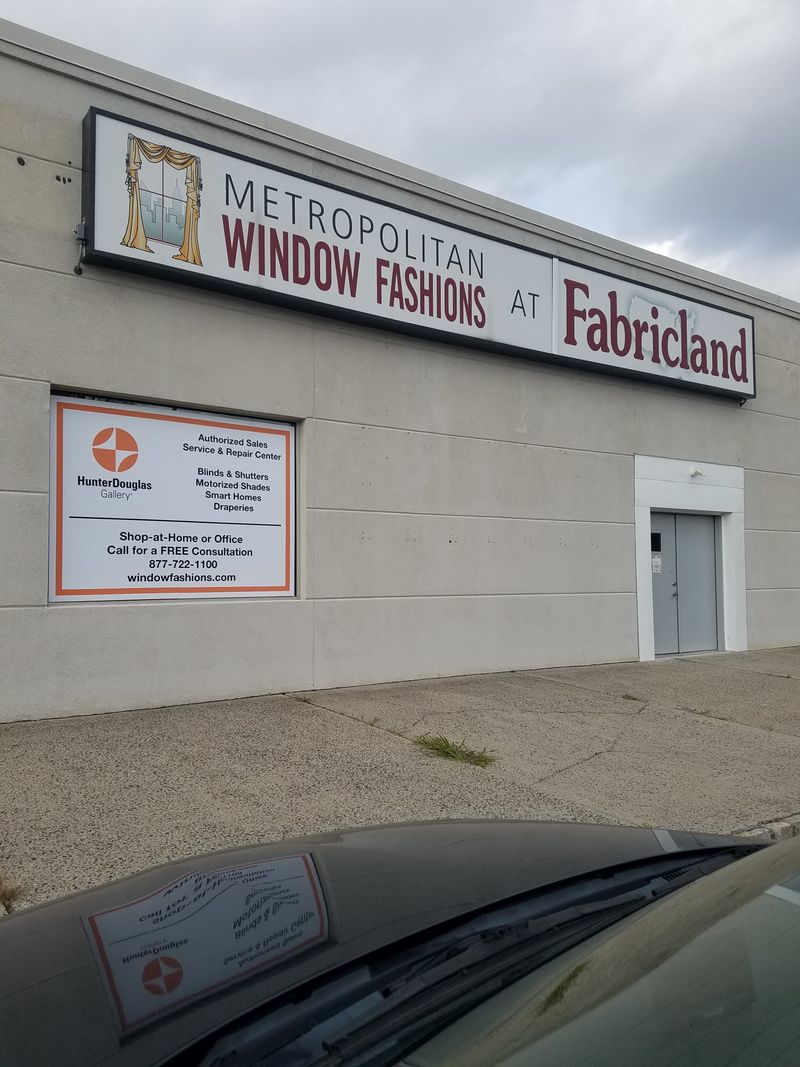 METROPOLITAN
WINDOW FASHIONS
AT
Fabricland
HunterDouglas
Gallery
Authorized Sales
Service & Repair Center
Blinds & Shutters
Motorized Shades
Smart Homes
Draperies
Shop-at-Home or Office
Call for a FREE Consultation
877-722-1100
windowfashions.com